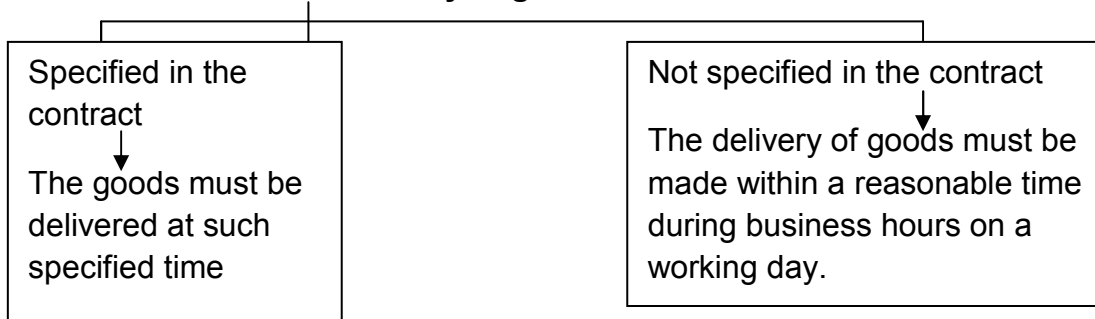 Specified in the
contract
The goods must be
delivered at such
specified time
Not specified in the contract
The delivery of goods must be
made within a reasonable time
during business hours on a
working day.